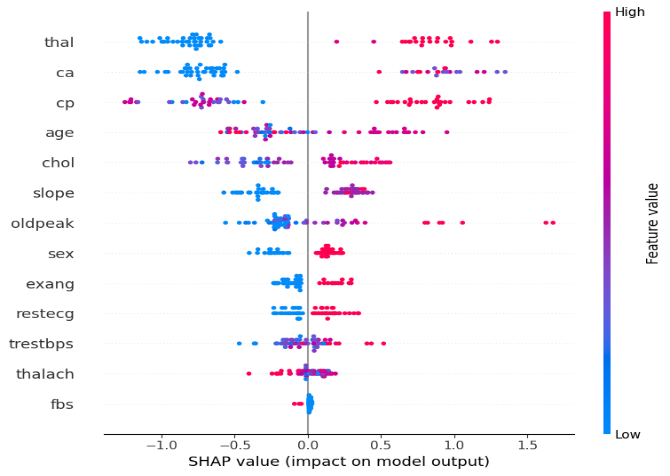 High
thal
ca
cp
age
chol
slope
oldpeak
sex
exang
restecg
trestbps
thalach
fbs
Feature value
Low
−1.0 −0.5 0.0 0.5 1.0 1.5
SHAP value (impact on model output)